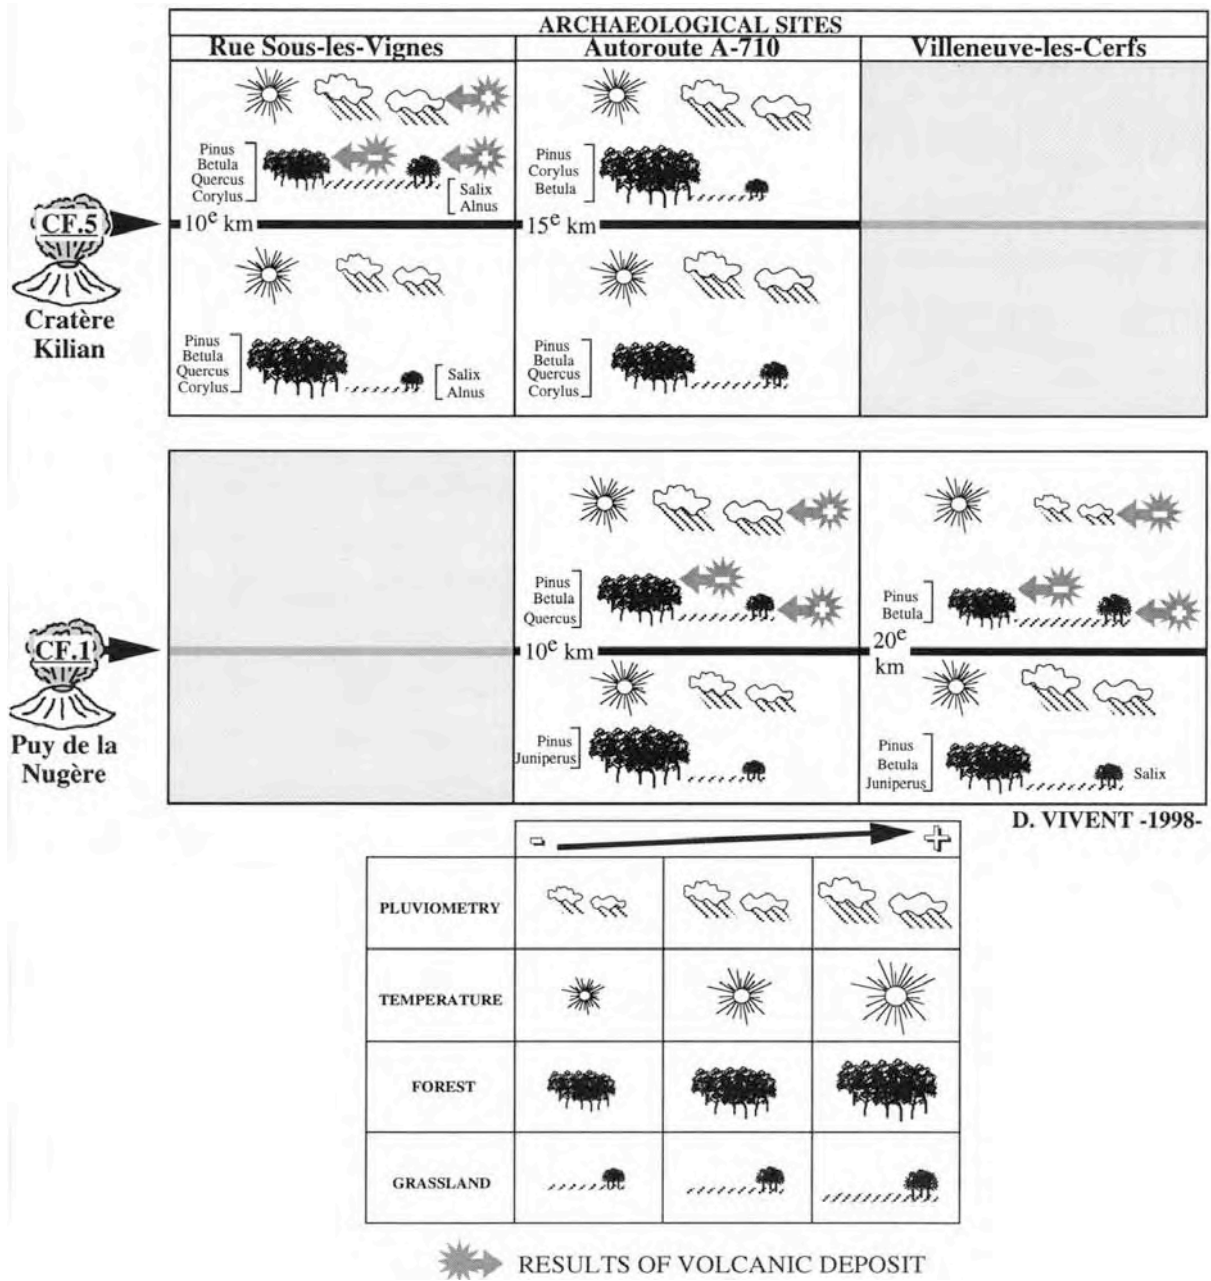 ARCHAEOLOGICAL SITES
Rue Sous-les-Vignes
Autoroute A-710
Villeneuve-les-Cerfs
Pinus
Betula
Quercus
Corylus
Salix
Alnus
Pinus
Corylus
Betula
CF.5
10e km
15e km
Cratère
Kilian
Pinus
Betula
Quercus
Corylus
Salix
Alnus
Pinus
Betula
Quercus
Corylus
Pinus
Betula
Quercus
Pinus
Betula
CF.1
10e km
20e
km
Puy de la
Nugère
Pinus
Juniperus
Pinus
Betula
Juniperus
Salix
D. VIVENT -1998-
- +
PLUVIOMETRY
TEMPERATURE
FOREST
GRASSLAND
RESULTS OF VOLCANIC DEPOSIT